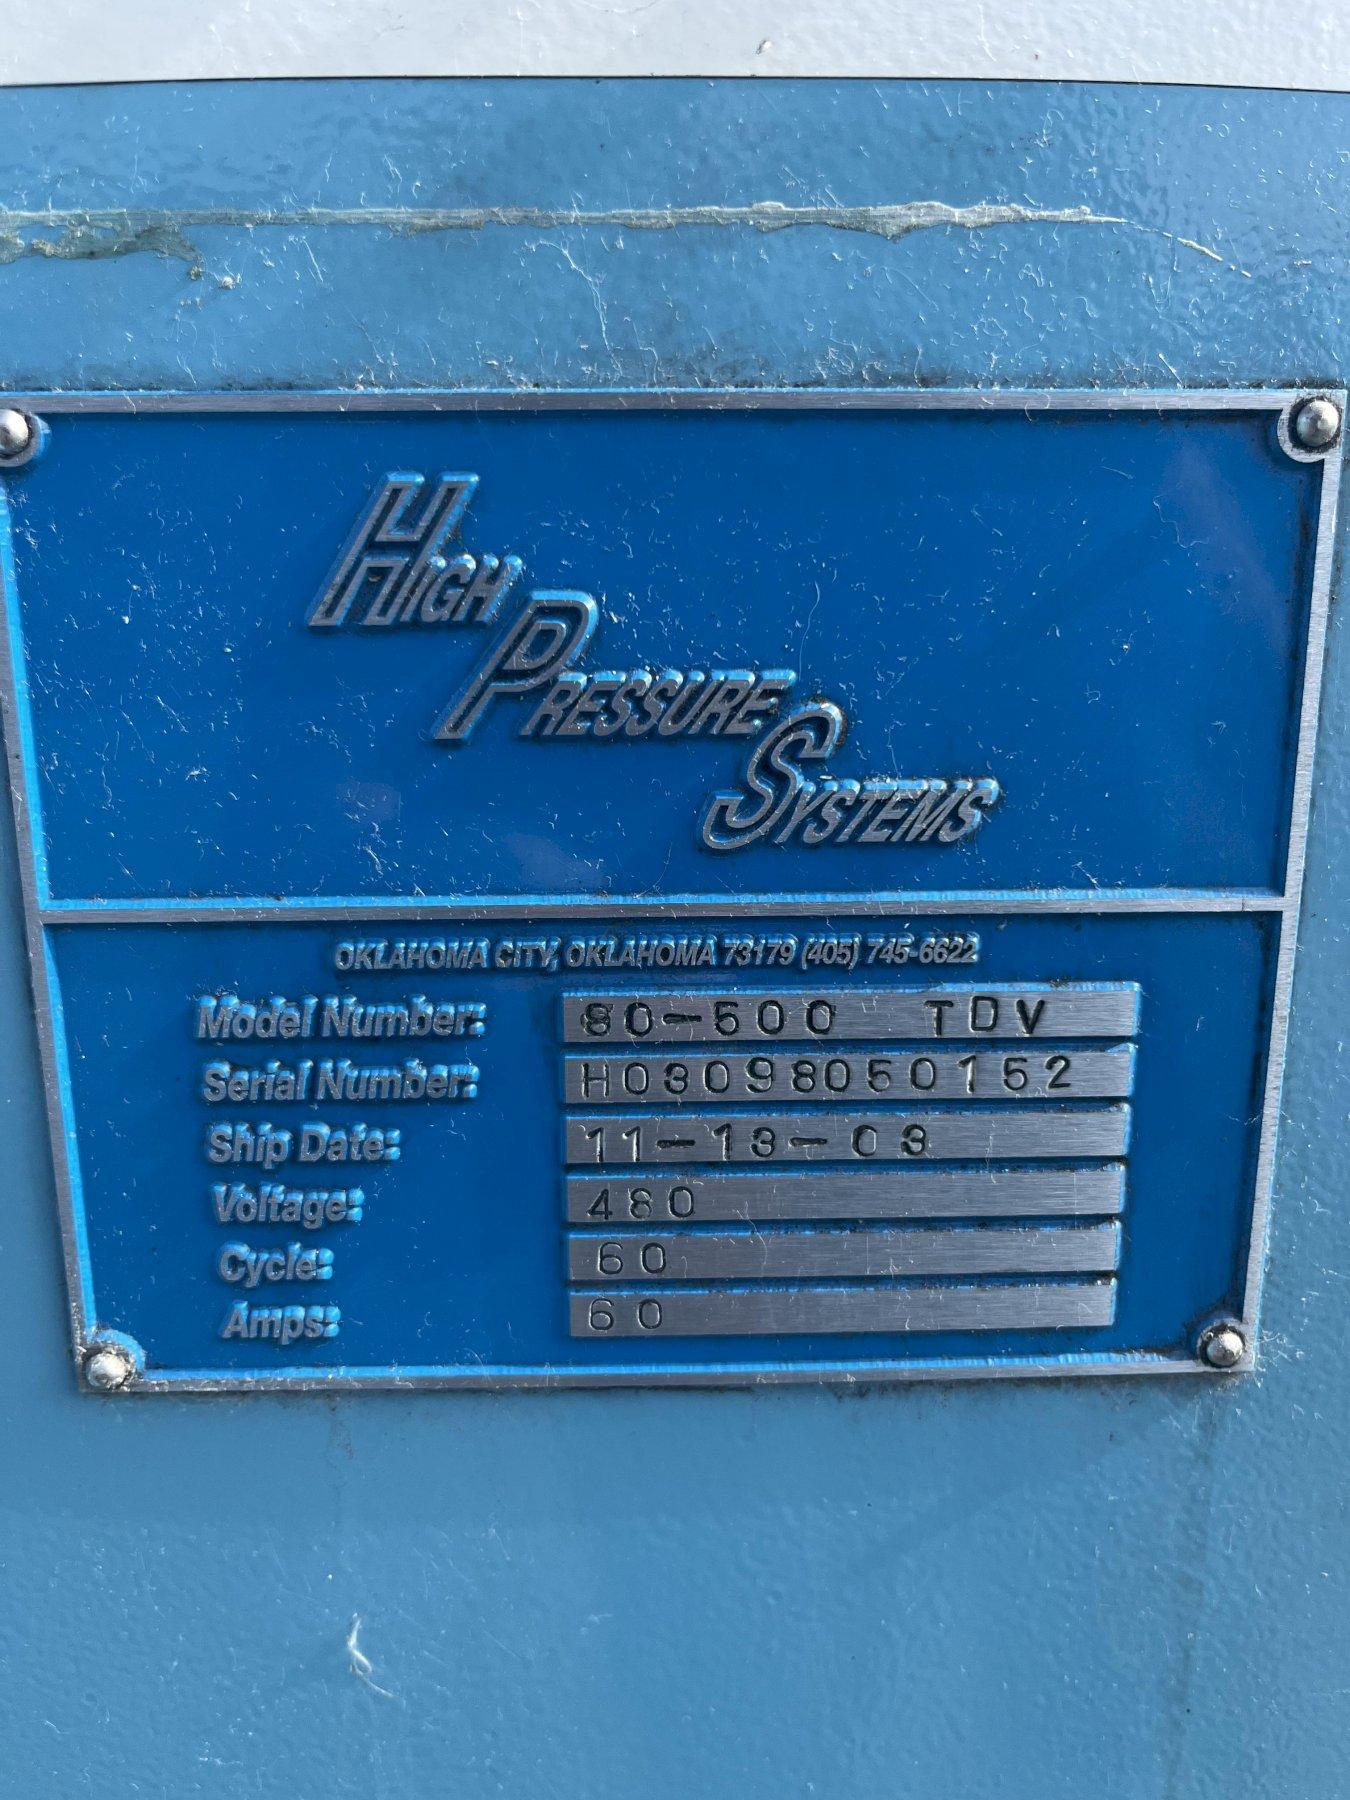 HIGH
PRESSURE
SYSTEMS
OKLAHOMA CITY, OKLAHOMA 73179 (405) 745-6622
Model Number: 80-500 TDV
Serial Number: H03098050152
Ship Date: 11-13-03
Voltage: 480
Cycle: 60
Amps: 60